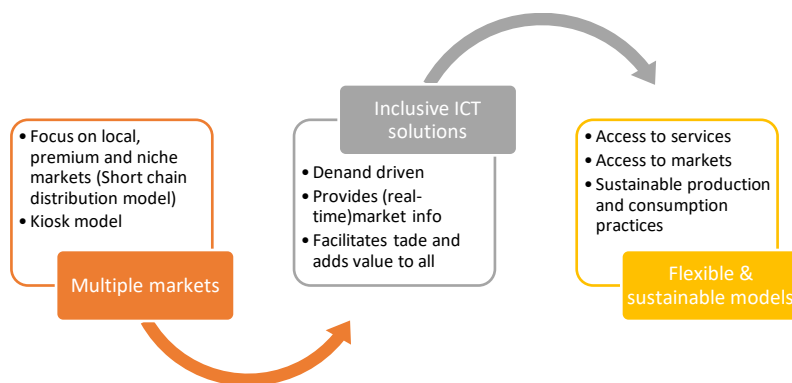 • Focus on local,
premium and niche
markets (Short chain
distribution model)
• Kiosk model
Multiple markets
Inclusive ICT
solutions
• Denand driven
• Provides (real-
time)market info
• Facilitates tade and
adds value to all
• Access to services
• Access to markets
• Sustainable production
and consumption
practices
Flexible &
sustainable models